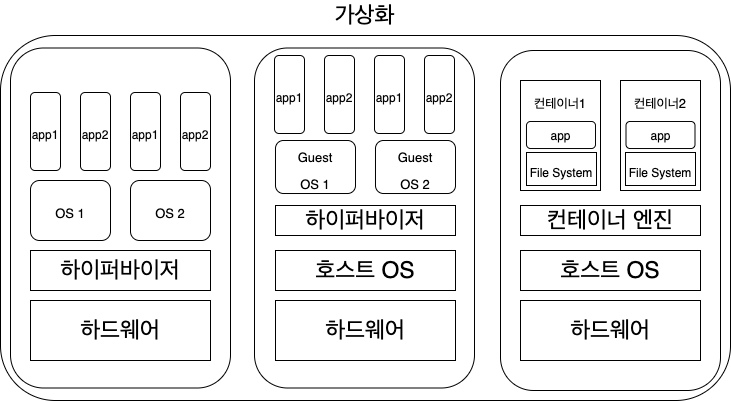 가상화
app1 app2 app1 app2
OS 1 OS 2
하이퍼바이저
하드웨어
app1 app2 app1 app2
Guest
OS 1
Guest
OS 2
하이퍼바이저
호스트 OS
하드웨어
컨테이너1
app
File System
컨테이너2
app
File System
컨테이너 엔진
호스트 OS
하드웨어